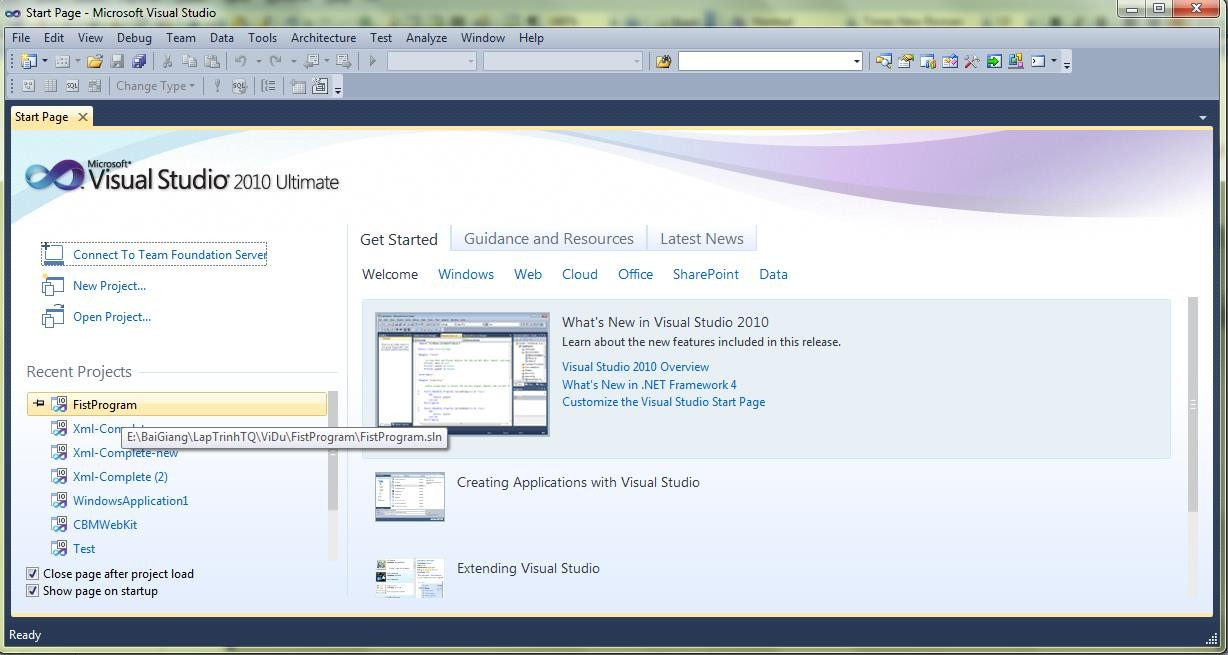 Start Page - Microsoft Visual Studio
File Edit View Debug Team Data Tools Architecture Test Analyze Window Help
Change Type
Start Page
Microsoft®
Visual Studio 2010 Ultimate
Connect To Team Foundation Server
New Project...
Open Project...
Recent Projects
FistProgram
E:\BaiGiang\LapTrinhTQ\ViDu\FistProgram\FistProgram.sln
Xml-Complete-new
Xml-Complete (2)
WindowsApplication1
CBMWebKit
Test
Close page after project load
Show page on startup
Get Started Guidance and Resources Latest News
Welcome Windows Web Cloud Office SharePoint Data
What's New in Visual Studio 2010
Learn about the new features included in this release.
Visual Studio 2010 Overview
What's New in .NET Framework 4
Customize the Visual Studio Start Page
Creating Applications with Visual Studio
Extending Visual Studio
Ready